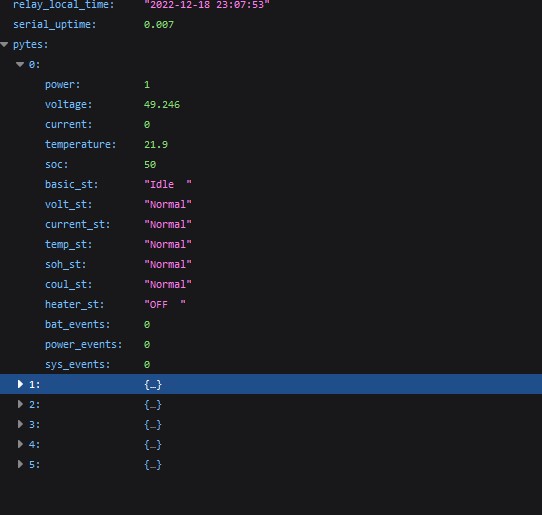 relay_local_time: "2022-12-18 23:07:53"
serial_uptime: 0.007
pytes:
0:
power: 1
voltage: 49.246
current: 0
temperature: 21.9
soc: 50
basic_st: "Idle  "
volt_st: "Normal"
current_st: "Normal"
temp_st: "Normal"
soh_st: "Normal"
coul_st: "Normal"
heater_st: "OFF  "
bat_events: 0
power_events: 0
sys_events: 0
1: {…}
2: {…}
3: {…}
4: {…}
5: {…}